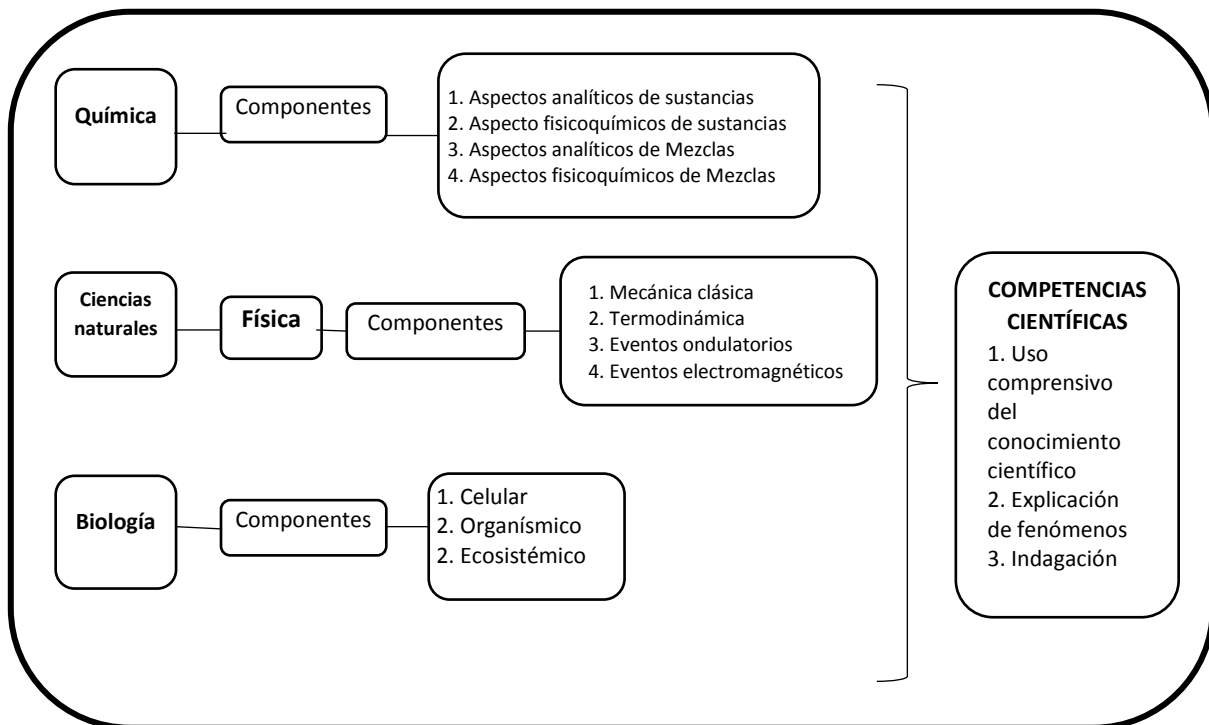 Química
Componentes
1. Aspectos analíticos de sustancias
2. Aspecto fisicoquímicos de sustancias
3. Aspectos analíticos de Mezclas
4. Aspectos fisicoquímicos de Mezclas
Ciencias
naturales
Física
Componentes
1. Mecánica clásica
2. Termodinámica
3. Eventos ondulatorios
4. Eventos electromagnéticos
Biología
Componentes
1. Celular
2. Organísmico
2. Ecosistémico
COMPETENCIAS
CIENTÍFICAS
1. Uso
comprensivo
del
conocimiento
científico
2. Explicación
de fenómenos
3. Indagación